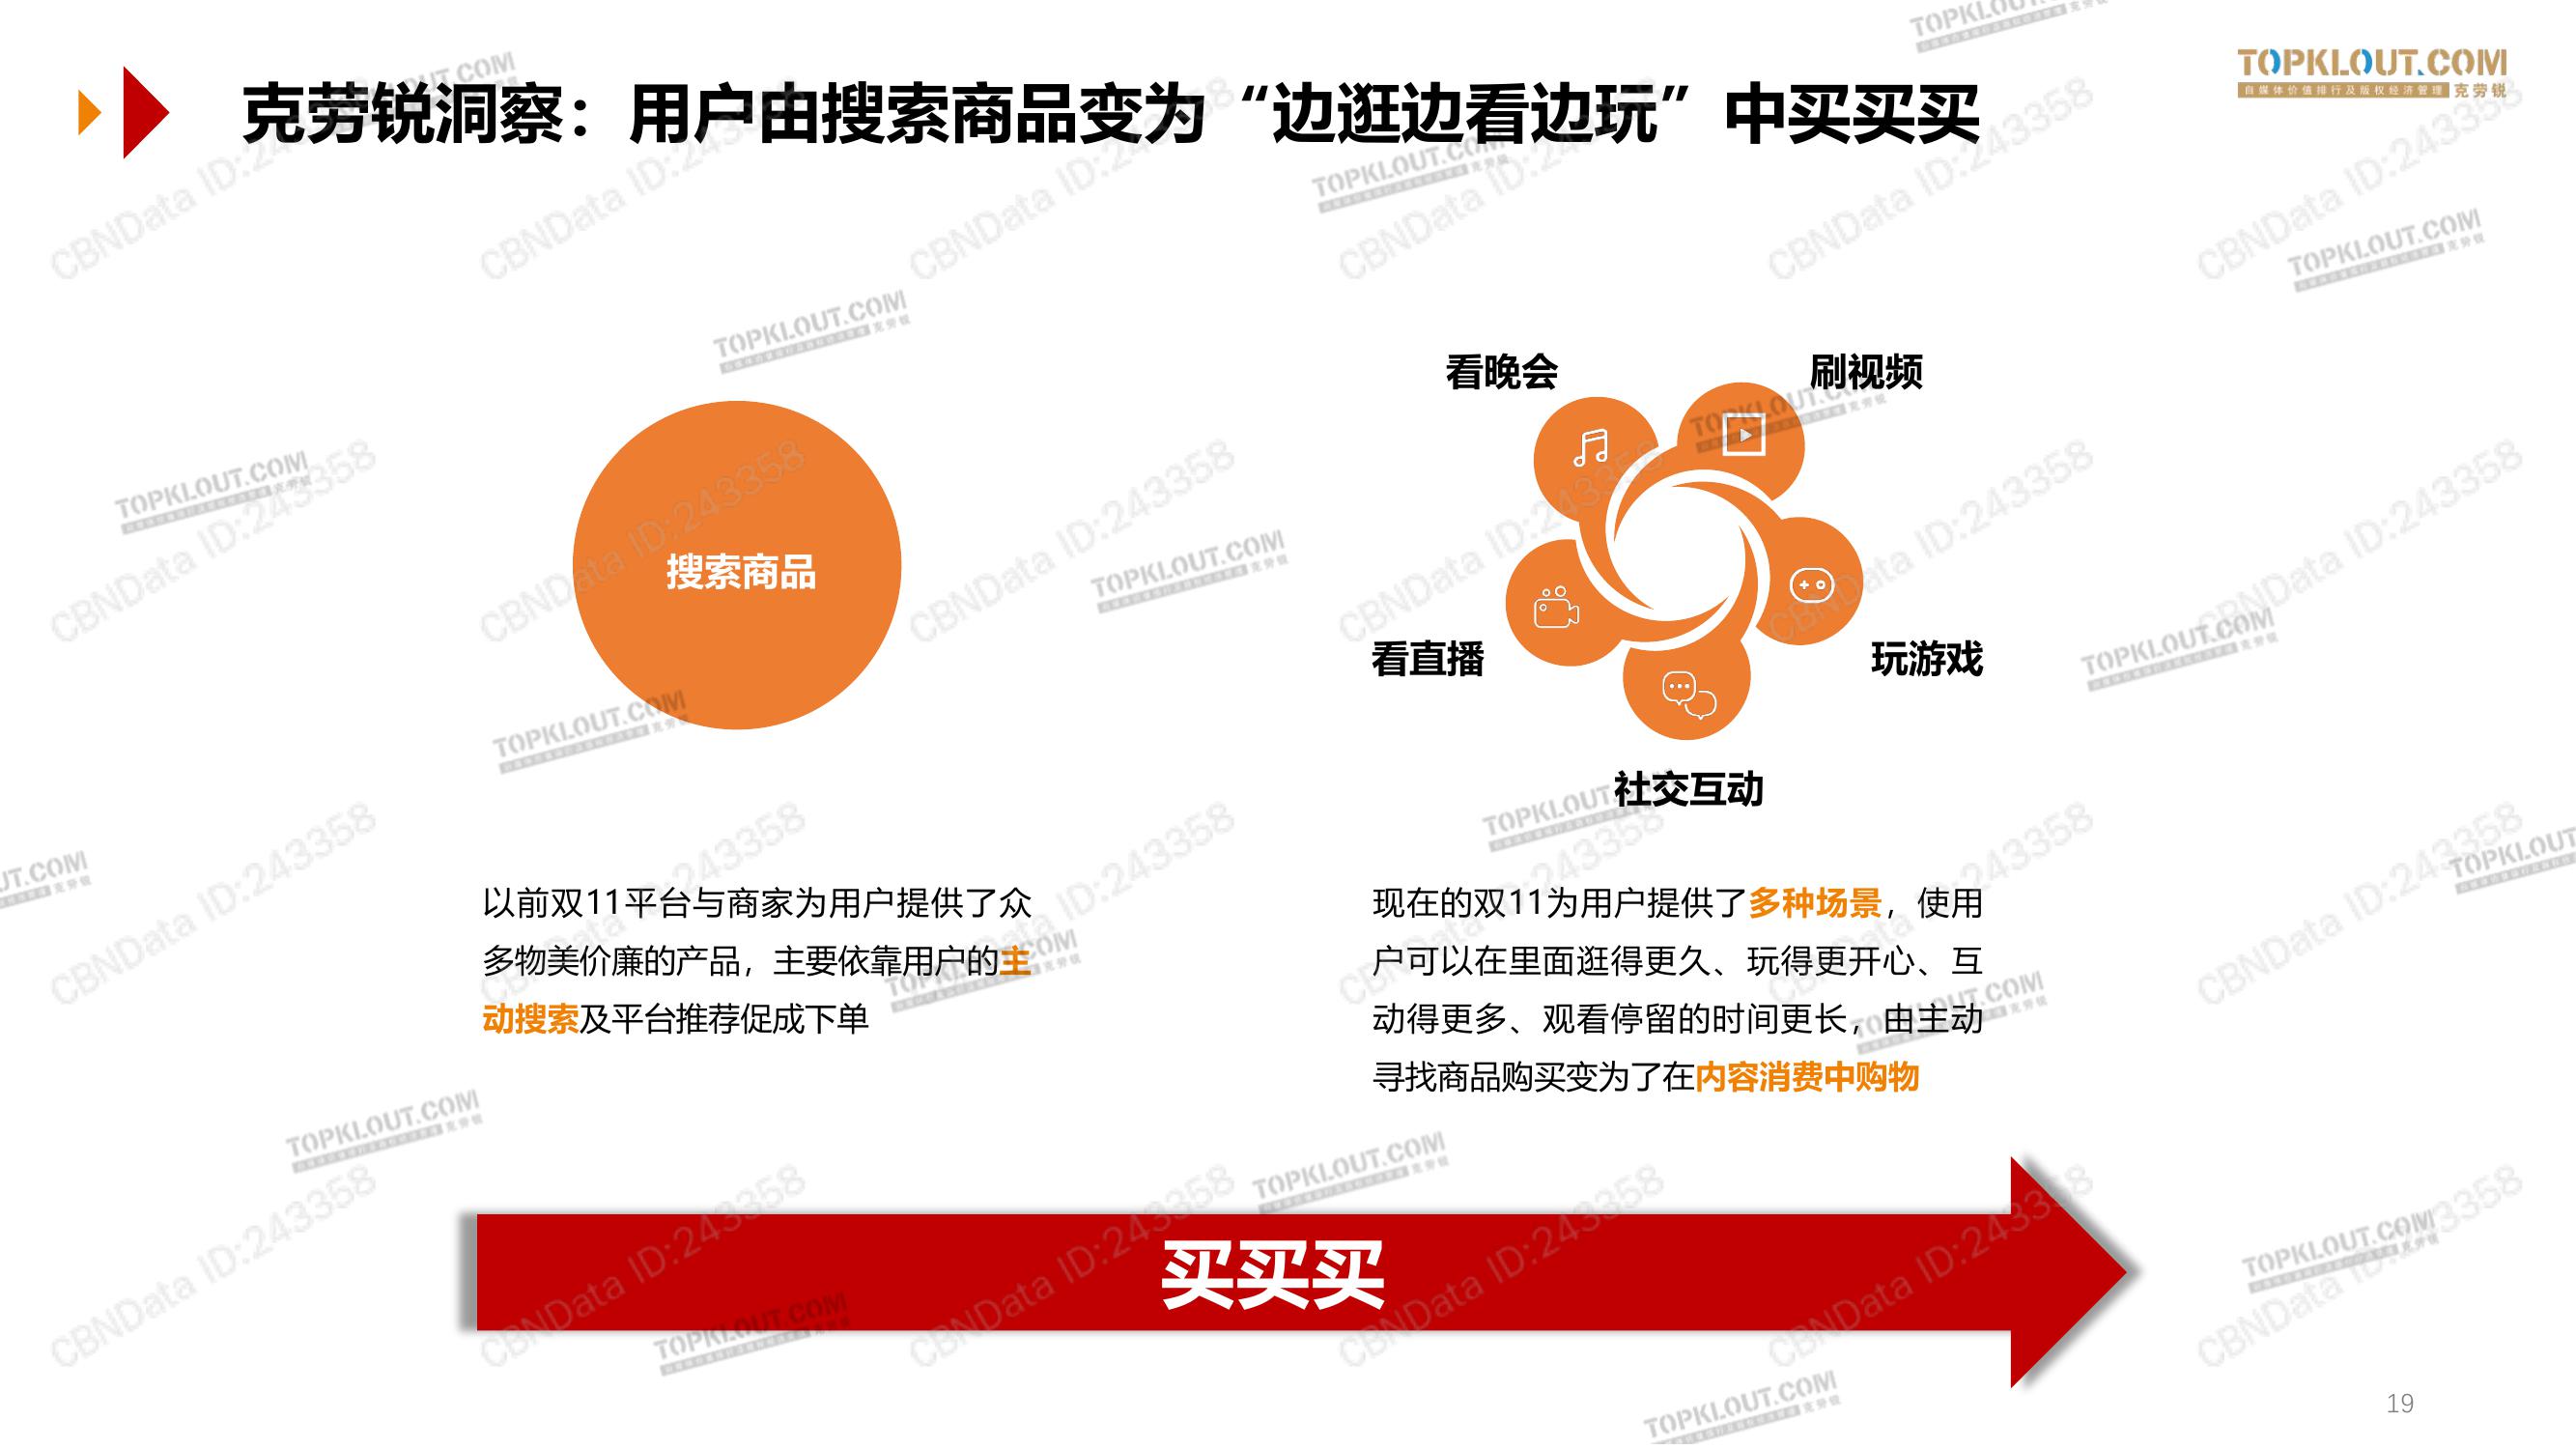 克劳锐洞察：用户由搜索商品变为“边逛边看边玩”中买买买
TOPKLOUT.COM
自媒体价值排行及版权经济管理 克劳锐
搜索商品
看晚会
刷视频
看直播
玩游戏
社交互动
以前双11平台与商家为用户提供了众
多物美价廉的产品，主要依靠用户的主
动搜索及平台推荐促成下单
现在的双11为用户提供了多种场景，使用
户可以在里面逛得更久、玩得更开心、互
动得更多、观看停留的时间更长，由主动
寻找商品购买变为了在内容消费中购物
买买买
19
CBNData ID:243358